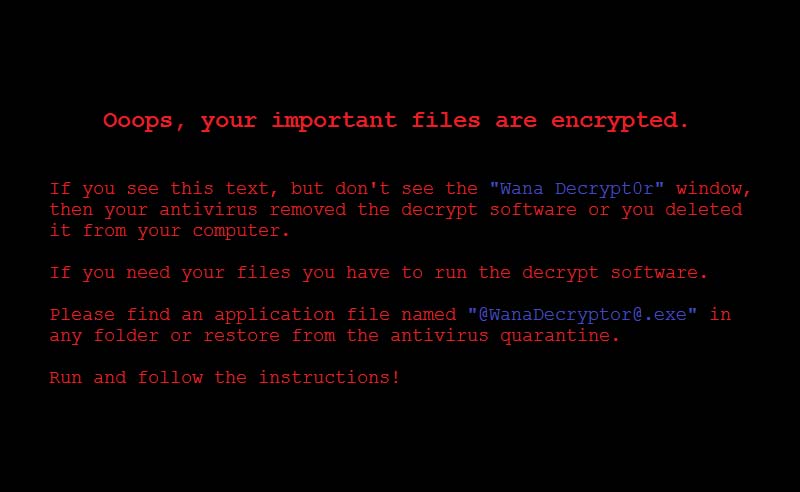 Ooops, your important files are encrypted.
If you see this text, but don't see the "Wana Decrypt0r" window,
then your antivirus removed the decrypt software or you deleted
it from your computer.
If you need your files you have to run the decrypt software.
Please find an application file named "@WanaDecryptor@.exe" in
any folder or restore from the antivirus quarantine.
Run and follow the instructions!